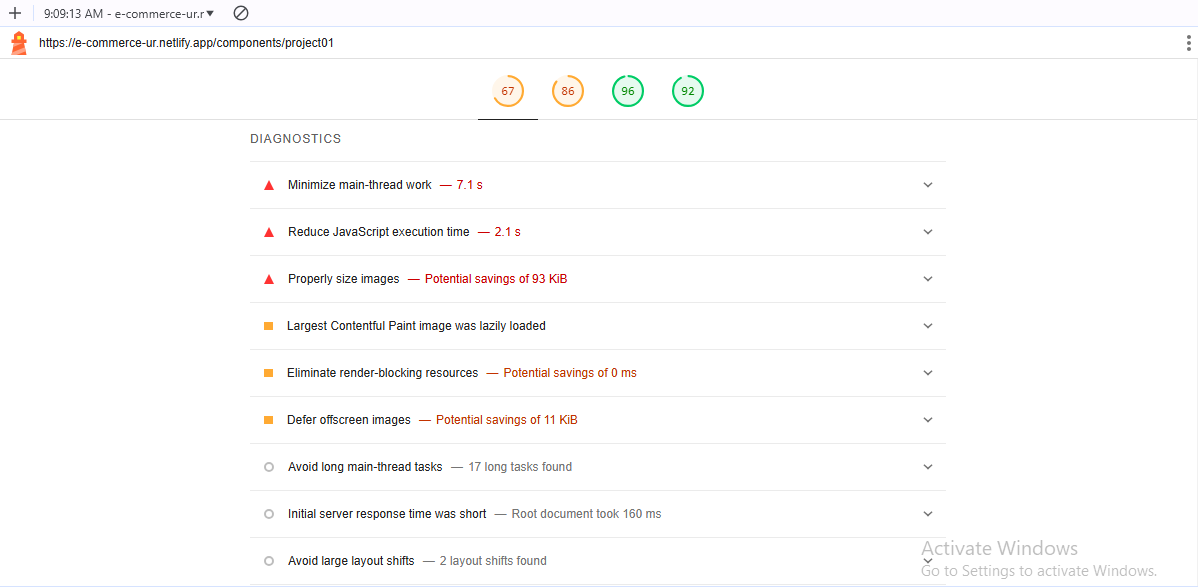 9:09:13 AM - e-commerce-ur.r
https://e-commerce-ur.netlify.app/components/project01
67 86 96 92
DIAGNOSTICS
Minimize main-thread work — 7.1 s
Reduce JavaScript execution time — 2.1 s
Properly size images — Potential savings of 93 KiB
Largest Contentful Paint image was lazily loaded
Eliminate render-blocking resources — Potential savings of 0 ms
Defer offscreen images — Potential savings of 11 KiB
Avoid long main-thread tasks — 17 long tasks found
Initial server response time was short — Root document took 160 ms
Avoid large layout shifts — 2 layout shifts found
Activate Windows
Go to Settings to activate Windows.